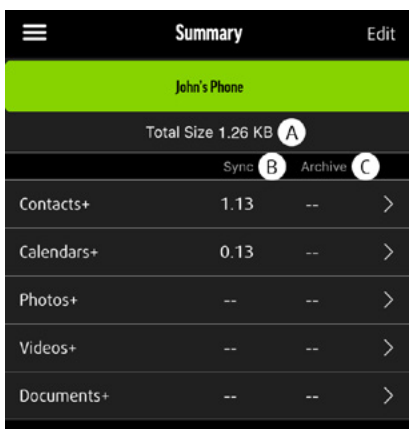 Summary Edit
John's Phone
Total Size 1.26 KB A
Sync B Archive C
Contacts+ 1.13 --
Calendars+ 0.13 --
Photos+ -- --
Videos+ -- --
Documents+ -- --